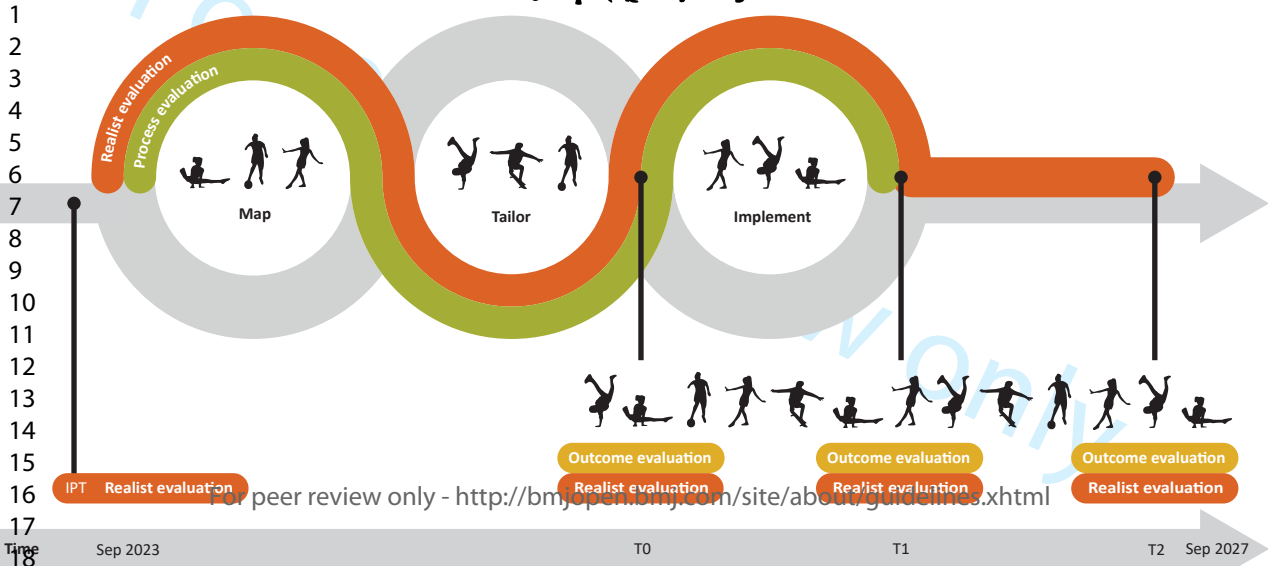 1
2
3
4
5
6
7
8
9
10
11
12
13
14
15
16
17
18
Realist evaluation
Process evaluation
Map
Tailor
Implement
w only
Outcome evaluation
Outcome evaluation
Outcome evaluation
IPT Realist evaluation
Realist evaluation
Realist evaluation
Realist evaluation
For peer review only - http://bmjopen.bmj.com/site/about/guidelines.xhtml
Time
Sep 2023
T0
T1
T2
Sep 2027